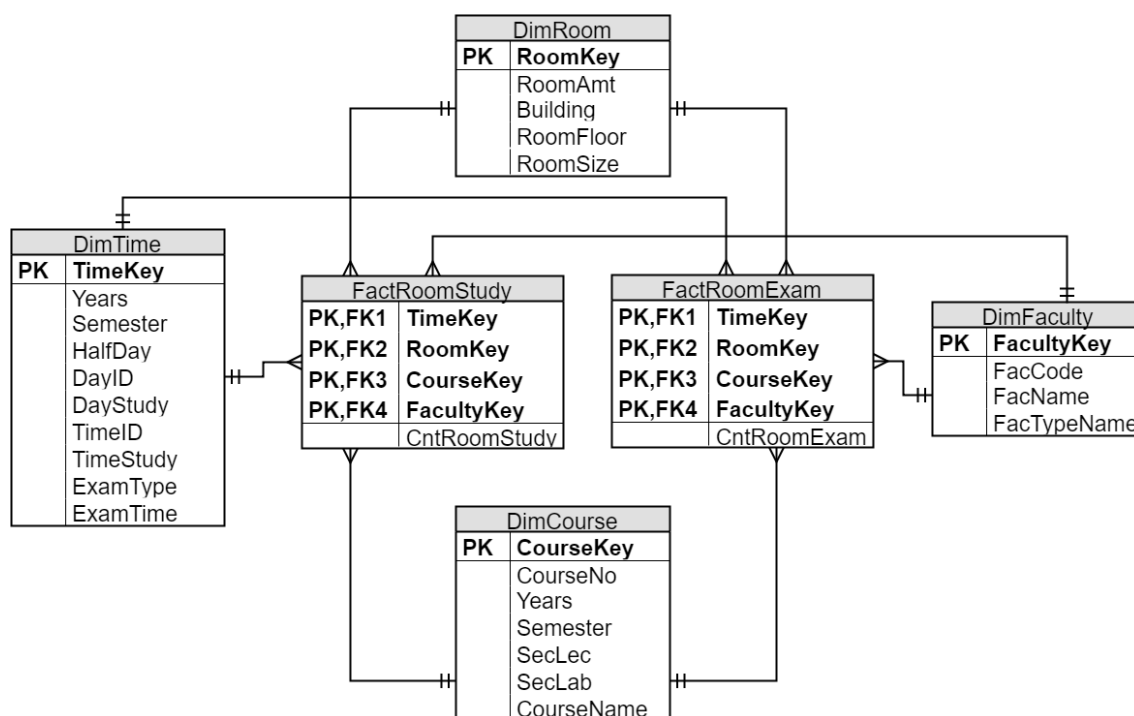 DimRoom
PK RoomKey
RoomAmt
Building
RoomFloor
RoomSize
DimTime
PK TimeKey
Years
Semester
HalfDay
DayID
DayStudy
TimeID
TimeStudy
ExamType
ExamTime
FactRoomStudy
PK,FK1 TimeKey
PK,FK2 RoomKey
PK,FK3 CourseKey
PK,FK4 FacultyKey
CntRoomStudy
FactRoomExam
PK,FK1 TimeKey
PK,FK2 RoomKey
PK,FK3 CourseKey
PK,FK4 FacultyKey
CntRoomExam
DimFaculty
PK FacultyKey
FacCode
FacName
FacTypeName
DimCourse
PK CourseKey
CourseNo
Years
Semester
SecLec
SecLab
CourseName